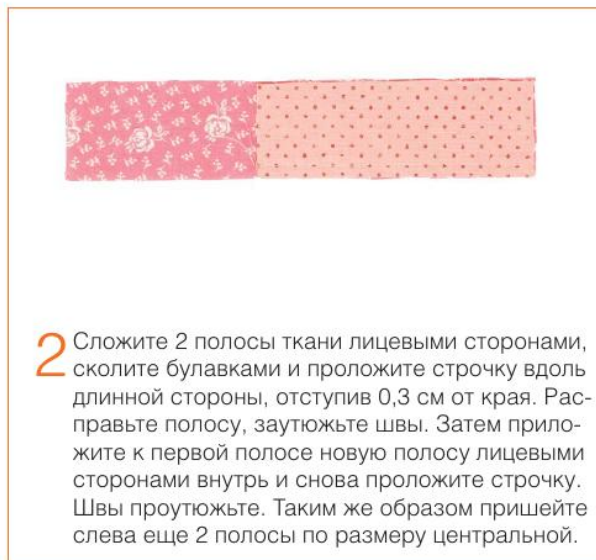 2 Сложите 2 полосы ткани лицевыми сторонами,
сколите булавками и проложите строчку вдоль
длинной стороны, отступив 0,3 см от края. Рас-
правьте полосу, заутюжьте швы. Затем прило-
жите к первой полосе новую полосу лицевыми
сторонами внутрь и снова проложите строчку.
Швы проутюжьте. Таким же образом пришейте
слева еще 2 полосы по размеру центральной.